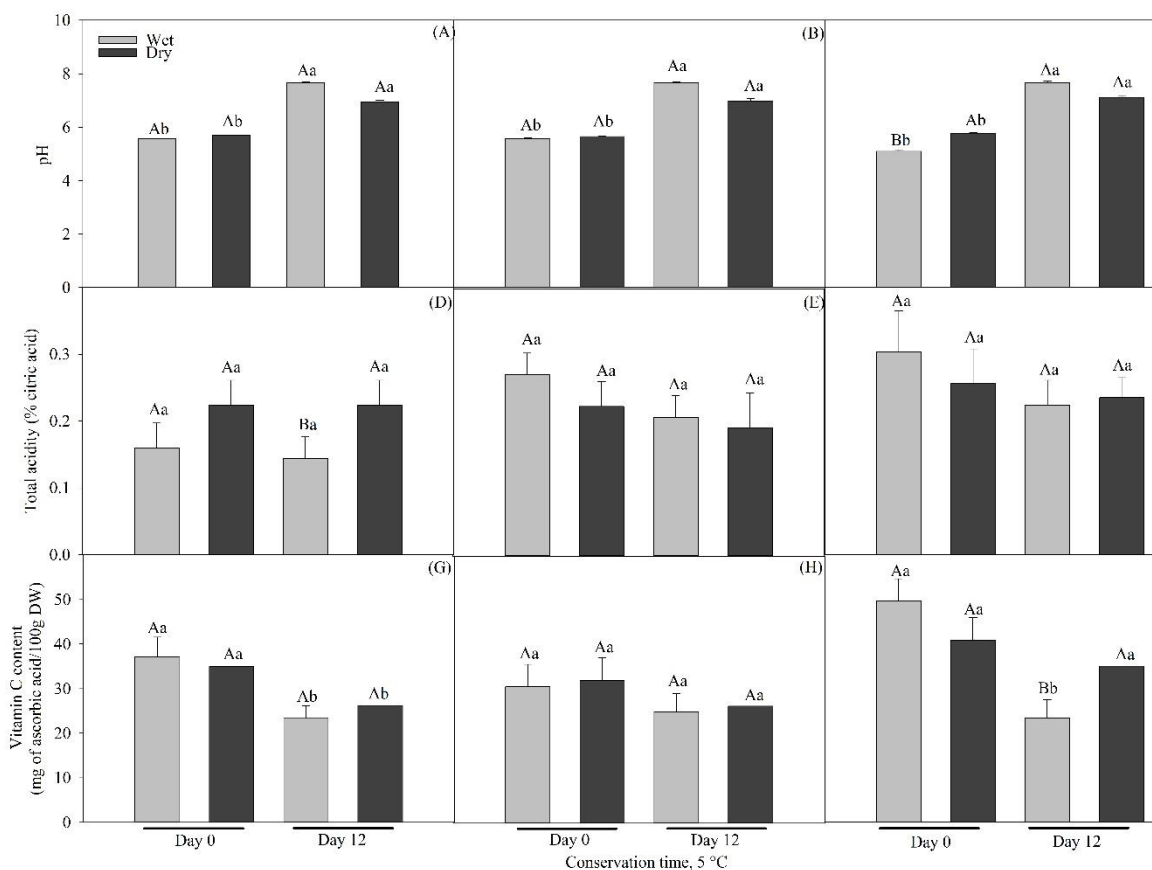 10
(A)
(B)
Wet
Dry
8
Aa
Aa
Aa
Aa
Aa
Aa
6
Ab
Ab
Ab
Ab
Bb
Ab
pH
4
2
0
(D)
(E)
Total acidity (% citric acid)
0.3
0.2
0.1
0.0
Aa
Aa
Ba
Aa
Aa
Aa
Aa
Aa
Aa
Aa
Aa
Aa
(G)
(H)
Vitamin C content
(mg of ascorbic acid/100g DW)
50
40
30
20
10
0
Aa
Aa
Ab
Ab
Aa
Aa
Aa
Aa
Aa
Aa
Bb
Aa
Day 0
Day 12
Day 0
Day 12
Day 0
Day 12
Conservation time, 5 °C